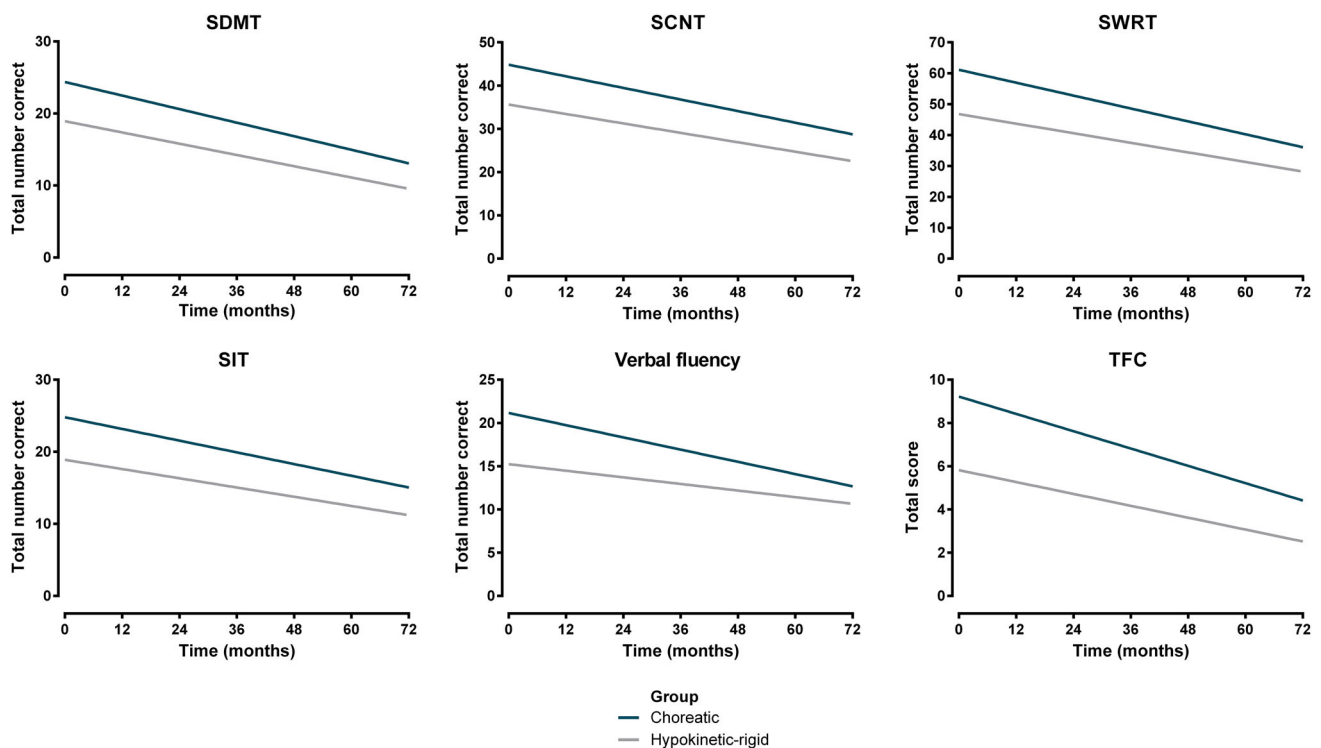 SDMT
Total number correct
30
20
10
0
0 12 24 36 48 60 72
Time (months)
SCNT
Total number correct
50
40
30
20
10
0
0 12 24 36 48 60 72
Time (months)
SWRT
Total number correct
70
60
50
40
30
20
10
0
0 12 24 36 48 60 72
Time (months)
SIT
Total number correct
30
20
10
0
0 12 24 36 48 60 72
Time (months)
Verbal fluency
Total number correct
25
20
15
10
5
0
0 12 24 36 48 60 72
Time (months)
TFC
Total score
10
8
6
4
2
0
0 12 24 36 48 60 72
Time (months)
Group
Choreatic
Hypokinetic-rigid